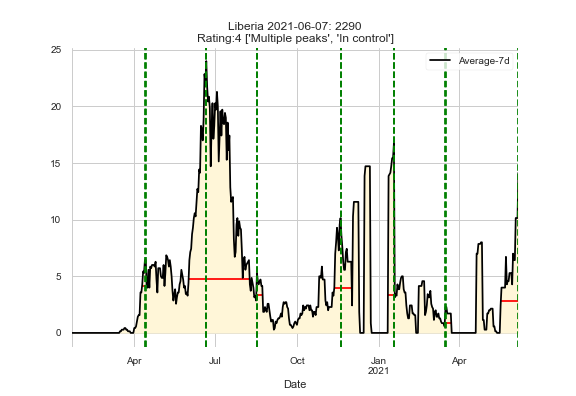 Liberia 2021-06-07: 2290
Rating:4 ['Multiple peaks', 'In control']
25
Average-7d
20
15
10
5
0
Apr Jul Oct Jan Apr
2021
Date